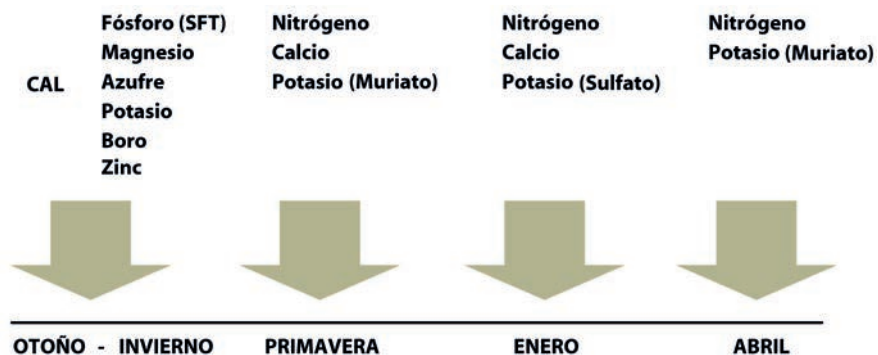 CAL
Fósforo (SFT)
Magnesio
Azufre
Potasio
Boro
Zinc
Nitrógeno
Calcio
Potasio (Muriato)
Nitrógeno
Calcio
Potasio (Sulfato)
Nitrógeno
Potasio (Muriato)
OTOÑO - INVIERNO
PRIMAVERA
ENERO
ABRIL